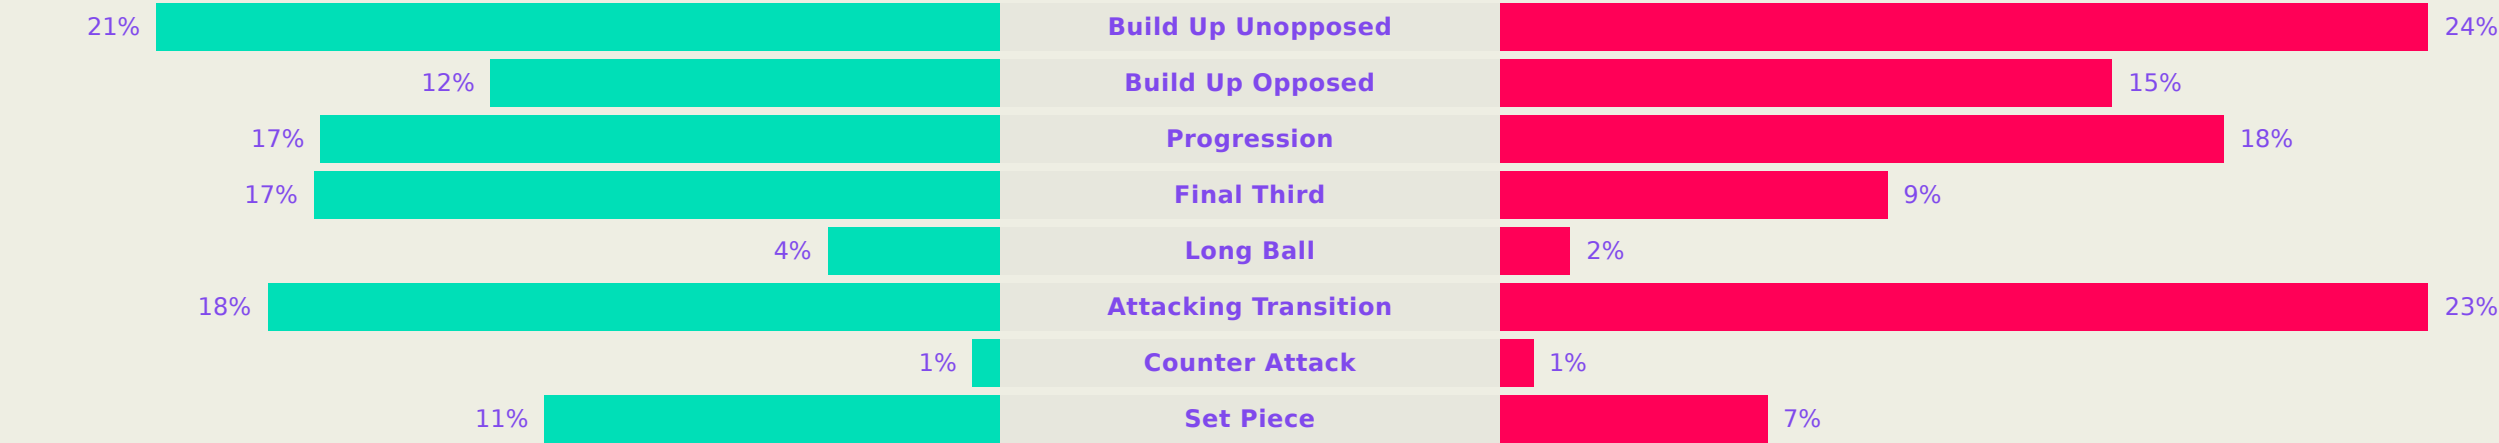 21% Build Up Unopposed 24%
12% Build Up Opposed 15%
17% Progression 18%
17% Final Third 9%
4% Long Ball 2%
18% Attacking Transition 23%
1% Counter Attack 1%
11% Set Piece 7%